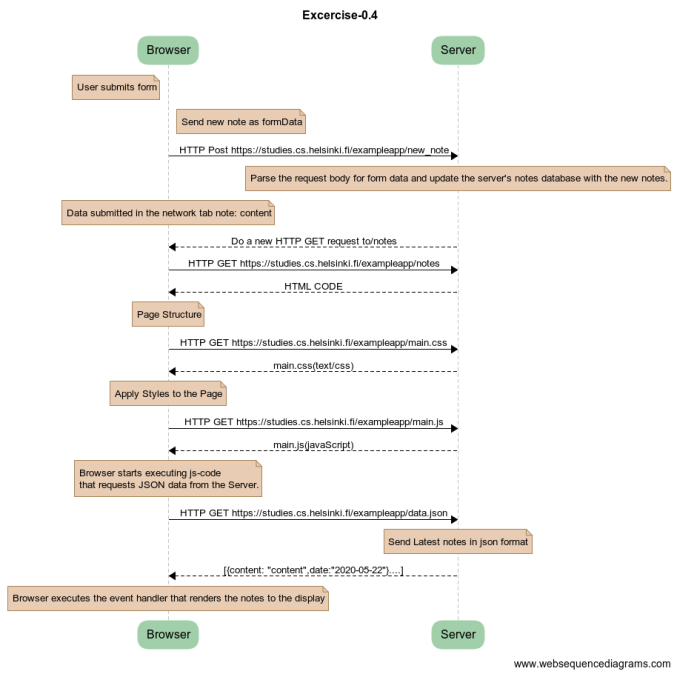 Excercise-0.4
Browser
Server
User submits form
Send new note as formData
HTTP Post https://studies.cs.helsinki.fi/exampleapp/new_note
Parse the request body for form data and update the server's notes database with the new notes.
Data submitted in the network tab note: content
Do a new HTTP GET request to/notes
HTTP GET https://studies.cs.helsinki.fi/exampleapp/notes
HTML CODE
Page Structure
HTTP GET https://studies.cs.helsinki.fi/exampleapp/main.css
main.css(text/css)
Apply Styles to the Page
HTTP GET https://studies.cs.helsinki.fi/exampleapp/main.js
main.js(javaScript)
Browser starts executing js-code
that requests JSON data from the Server.
HTTP GET https://studies.cs.helsinki.fi/exampleapp/data.json
Send Latest notes in json format
[{content: "content",date:"2020-05-22"}....]
Browser executes the event handler that renders the notes to the display
Browser
Server
www.websequencediagrams.com